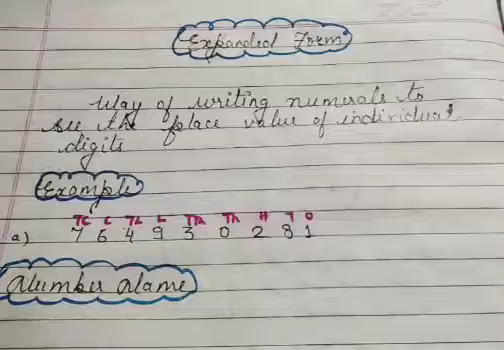 Expanded Form
Way of writing numerals to
see the place value of individual
digits
Example
TC C TL L TTh Th H T O
a) 7 6 4 9 3 0 2 8 1
Number Name